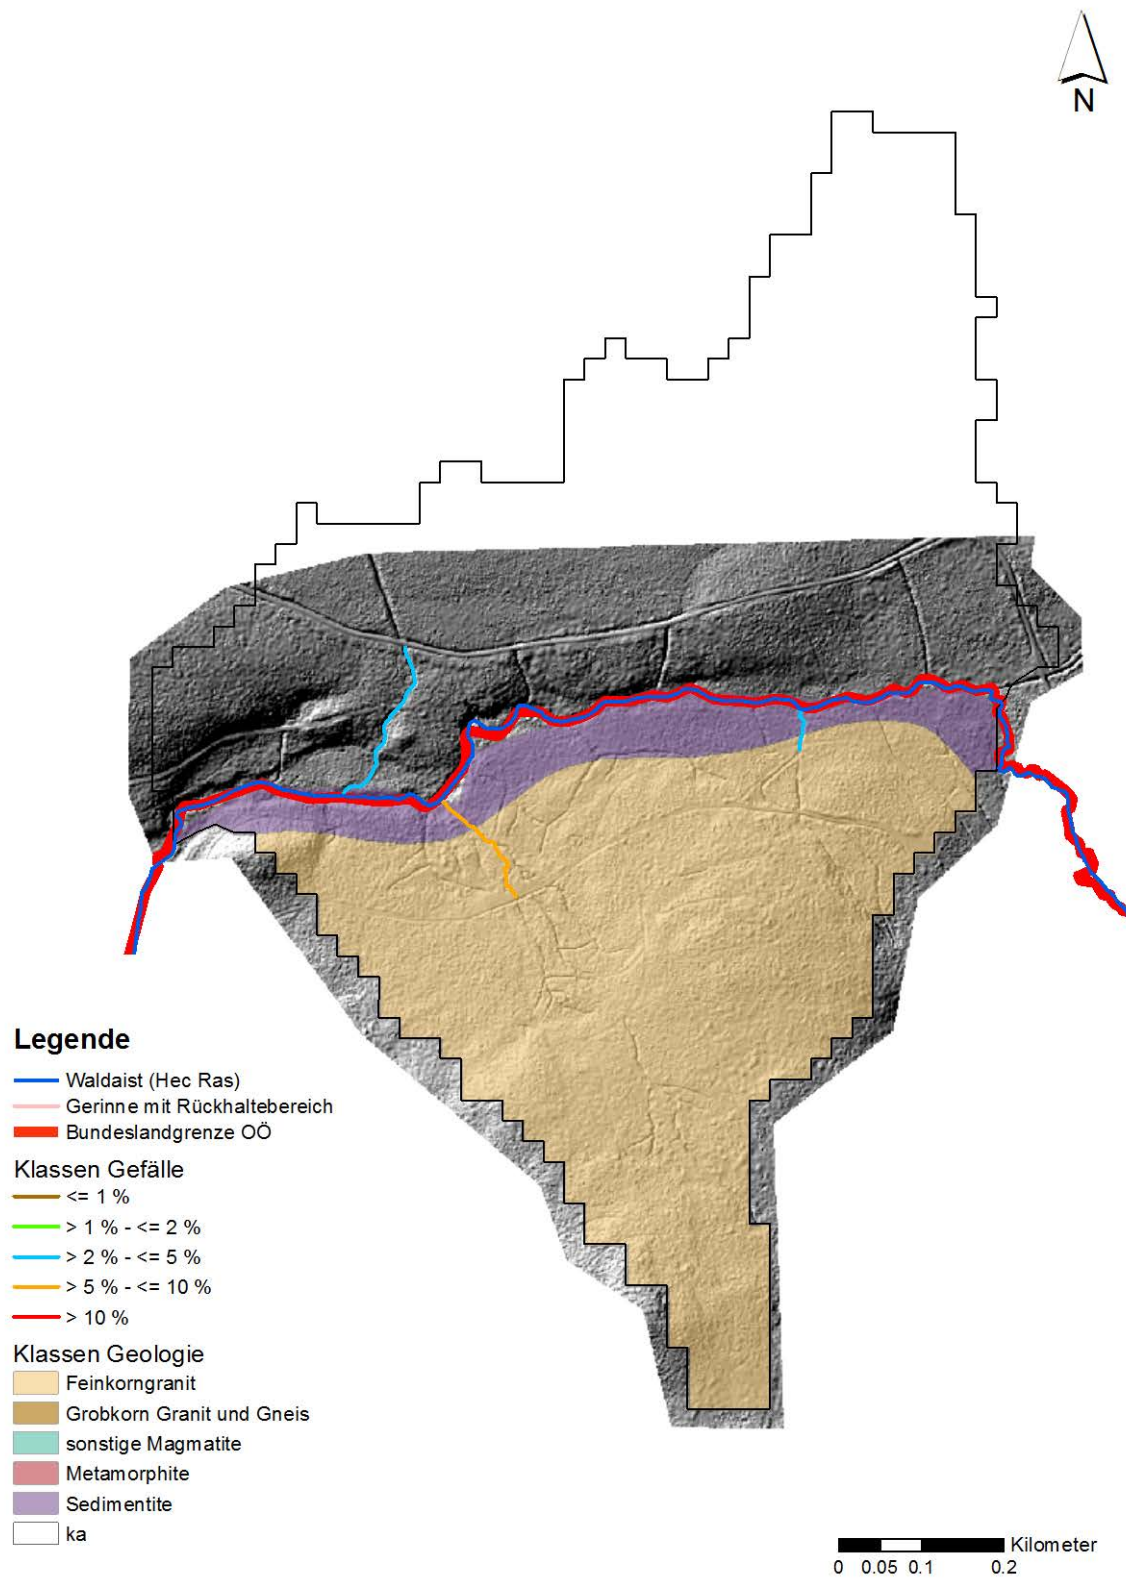 N
Legende
Waldaist (Hec Ras)
Gerinne mit Rückhaltebereich
Bundeslandgrenze OÖ
Klassen Gefälle
<= 1 %
> 1 % - <= 2 %
> 2 % - <= 5 %
> 5 % - <= 10 %
> 10 %
Klassen Geologie
Feinkorngranit
Grobkorn Granit und Gneis
sonstige Magmatite
Metamorphite
Sedimentite
ka
Kilometer
0 0.05 0.1 0.2